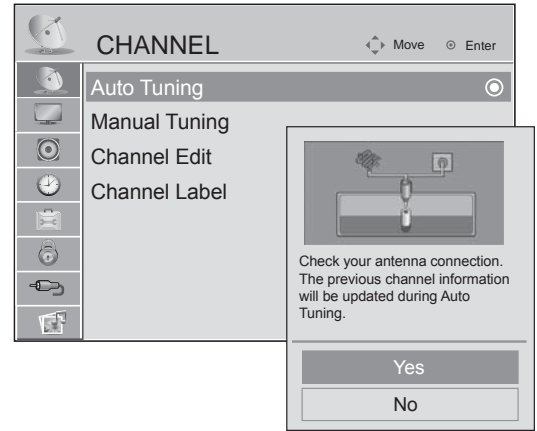 CHANNEL
Move
Enter
Auto Tuning
Manual Tuning
Channel Edit
Channel Label
Check your antenna connection.
The previous channel information
will be updated during Auto
Tuning.
Yes
No